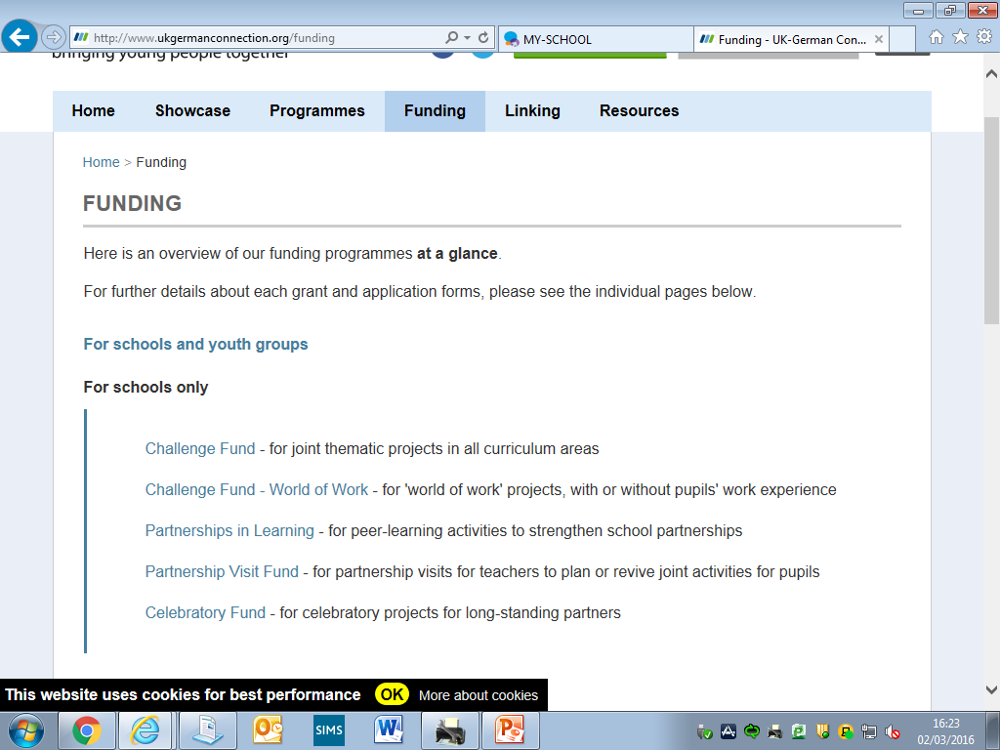 http://www.ukgermanconnection.org/funding
MY-SCHOOL
Funding - UK-German Con...
bringing young people together
Home Showcase Programmes Funding Linking Resources
Home > Funding
FUNDING
Here is an overview of our funding programmes at a glance.
For further details about each grant and application forms, please see the individual pages below.
For schools and youth groups
For schools only
Challenge Fund - for joint thematic projects in all curriculum areas
Challenge Fund - World of Work - for 'world of work' projects, with or without pupils' work experience
Partnerships in Learning - for peer-learning activities to strengthen school partnerships
Partnership Visit Fund - for partnership visits for teachers to plan or revive joint activities for pupils
Celebratory Fund - for celebratory projects for long-standing partners
This website uses cookies for best performance OK More about cookies
SIMS
16:23
02/03/2016